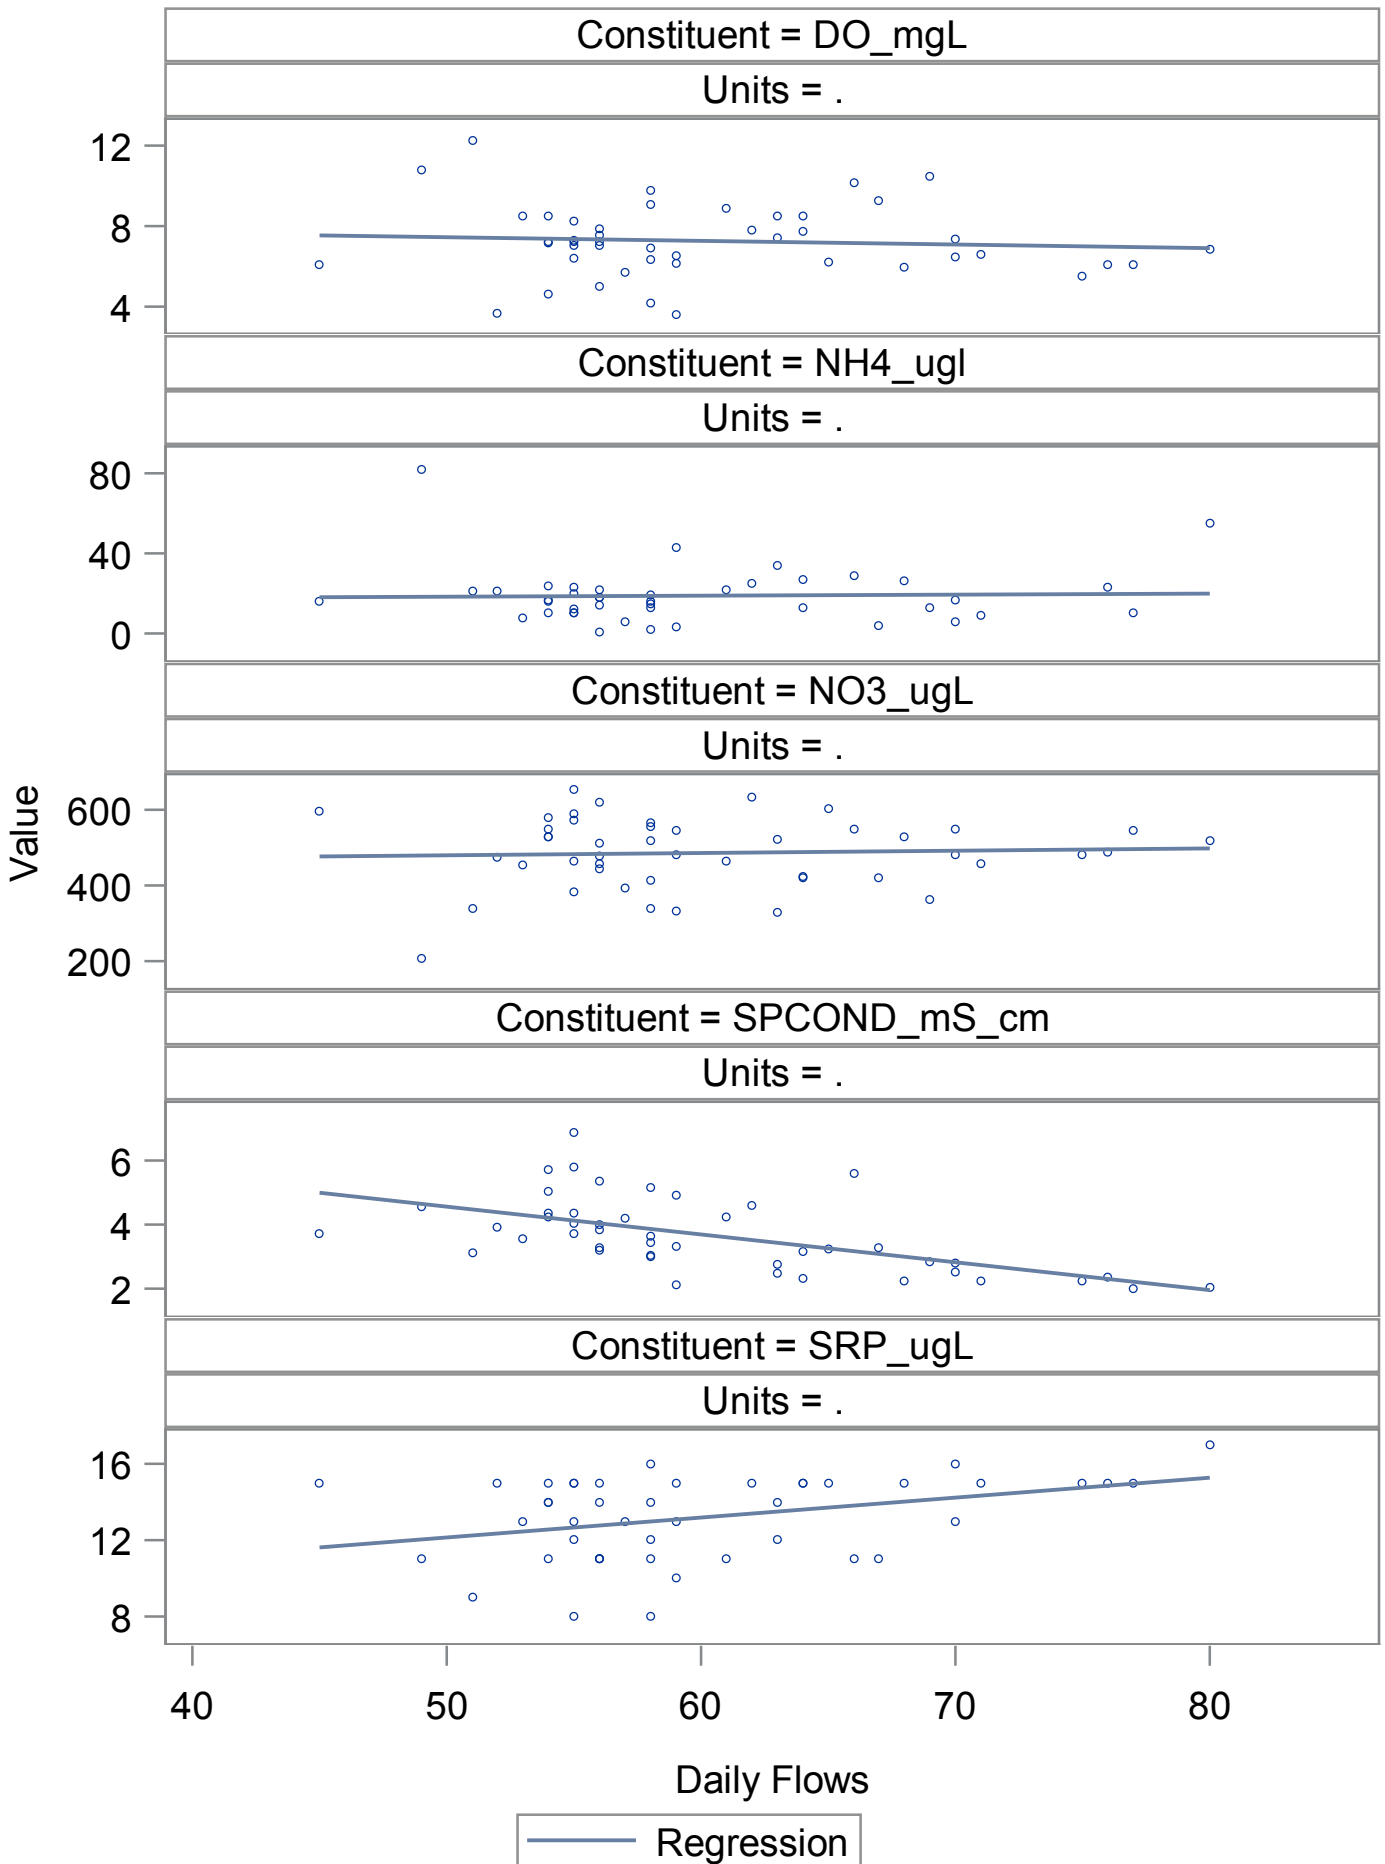 Constituent = DO_mgL
Units = .
12
8
4
Constituent = NH4_ugl
Units = .
80
40
0
Constituent = NO3_ugL
Units = .
600
400
200
Value
Constituent = SPCOND_mS_cm
Units = .
6
4
2
Constituent = SRP_ugL
Units = .
16
12
8
40 50 60 70 80
Daily Flows
Regression